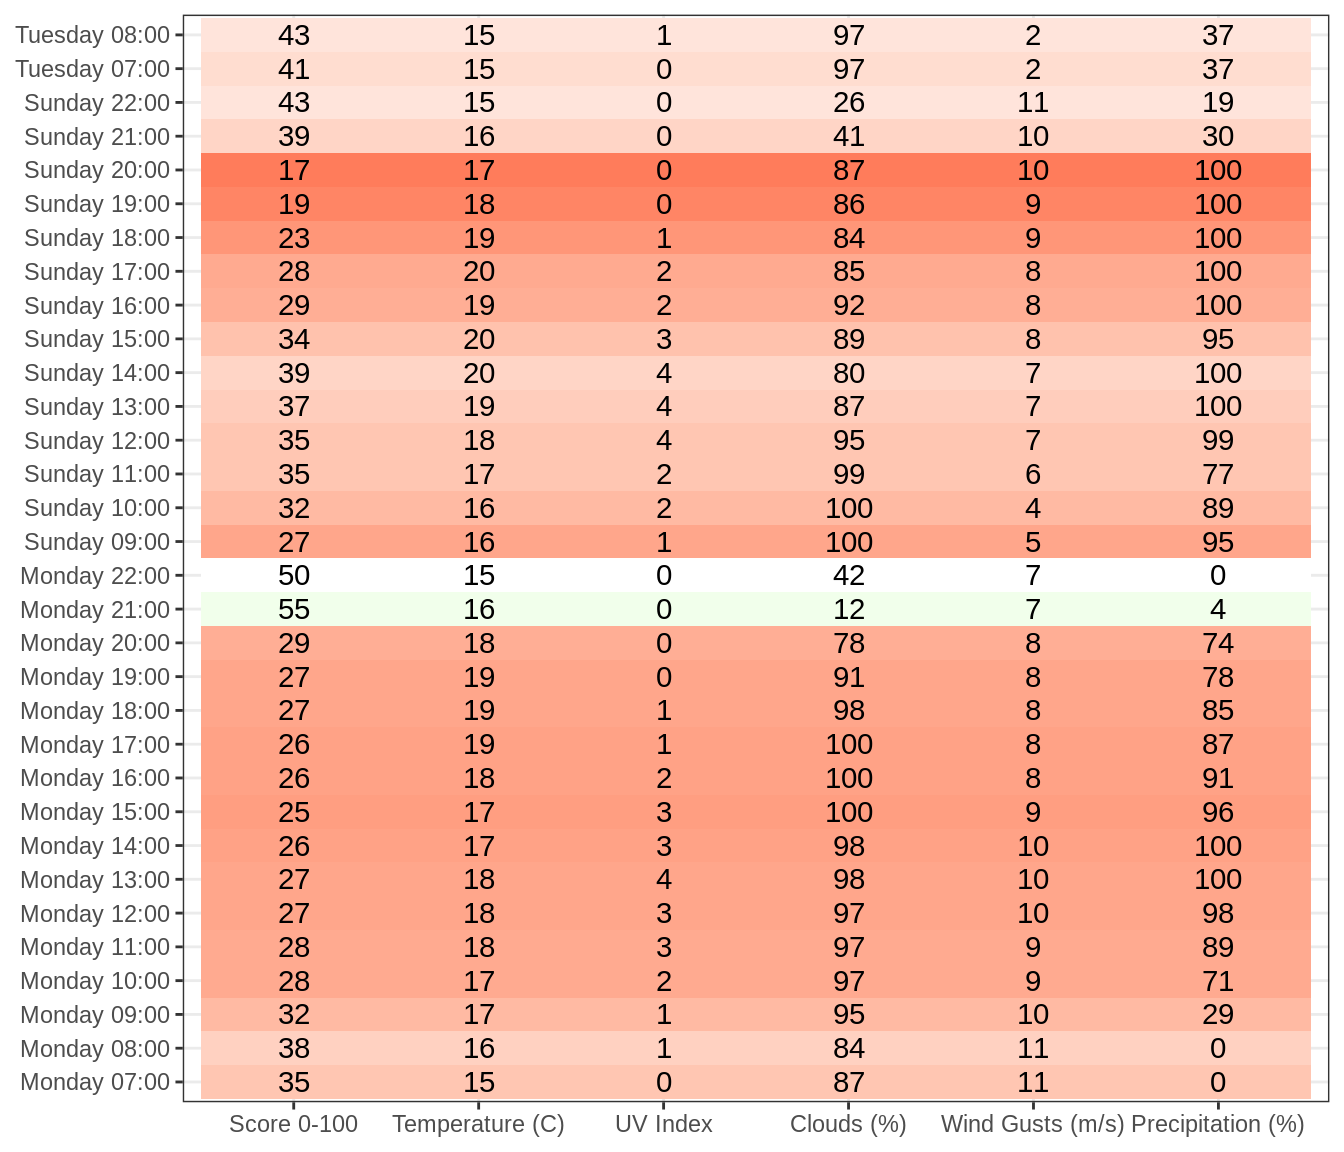 Tuesday 08:00 43 15 1 97 2 37
Tuesday 07:00 41 15 0 97 2 37
Sunday 22:00 43 15 0 26 11 19
Sunday 21:00 39 16 0 41 10 30
Sunday 20:00 17 17 0 87 10 100
Sunday 19:00 19 18 0 86 9 100
Sunday 18:00 23 19 1 84 9 100
Sunday 17:00 28 20 2 85 8 100
Sunday 16:00 29 19 2 92 8 100
Sunday 15:00 34 20 3 89 8 95
Sunday 14:00 39 20 4 80 7 100
Sunday 13:00 37 19 4 87 7 100
Sunday 12:00 35 18 4 95 7 99
Sunday 11:00 35 17 2 99 6 77
Sunday 10:00 32 16 2 100 4 89
Sunday 09:00 27 16 1 100 5 95
Monday 22:00 50 15 0 42 7 0
Monday 21:00 55 16 0 12 7 4
Monday 20:00 29 18 0 78 8 74
Monday 19:00 27 19 0 91 8 78
Monday 18:00 27 19 1 98 8 85
Monday 17:00 26 19 1 100 8 87
Monday 16:00 26 18 2 100 8 91
Monday 15:00 25 17 3 100 9 96
Monday 14:00 26 17 3 98 10 100
Monday 13:00 27 18 4 98 10 100
Monday 12:00 27 18 3 97 10 98
Monday 11:00 28 18 3 97 9 89
Monday 10:00 28 17 2 97 9 71
Monday 09:00 32 17 1 95 10 29
Monday 08:00 38 16 1 84 11 0
Monday 07:00 35 15 0 87 11 0
Score 0-100 Temperature (C) UV Index Clouds (%) Wind Gusts (m/s) Precipitation (%)